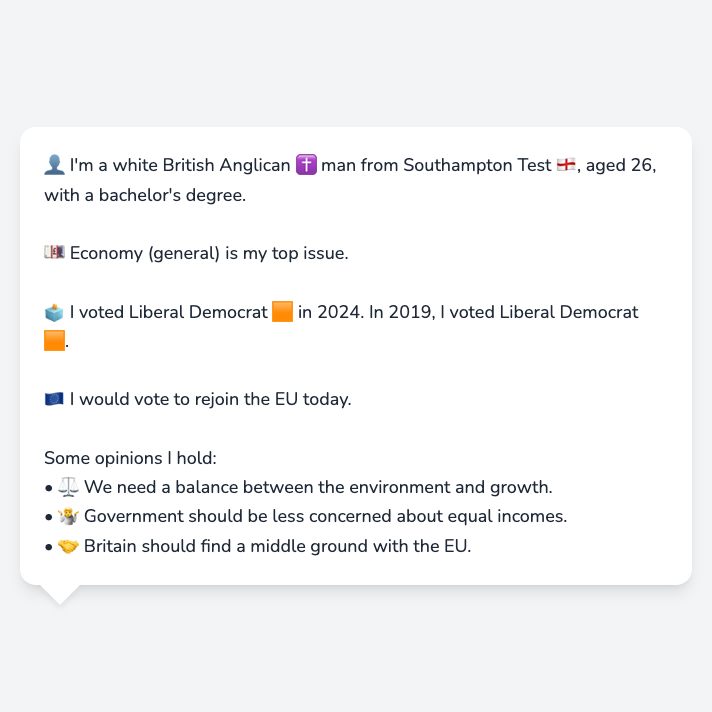 👤 I'm a white British Anglican ✝️ man from Southampton Test 🏴󠁧󠁢󠁥󠁮󠁧󠁿, aged 26,
with a bachelor's degree.
💷 Economy (general) is my top issue.
🗳️ I voted Liberal Democrat 🟧 in 2024. In 2019, I voted Liberal Democrat
🟧.
🇪🇺 I would vote to rejoin the EU today.
Some opinions I hold:
• ⚖️ We need a balance between the environment and growth.
• 🤷 Government should be less concerned about equal incomes.
• 🤝 Britain should find a middle ground with the EU.